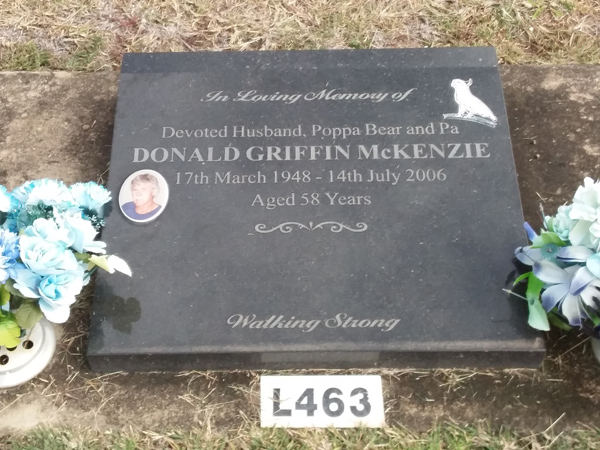 In Loving Memory of
Devoted Husband, Poppa Bear and Pa
DONALD GRIFFIN McKENZIE
17th March 1948 - 14th July 2006
Aged 58 Years
Walking Strong
L463